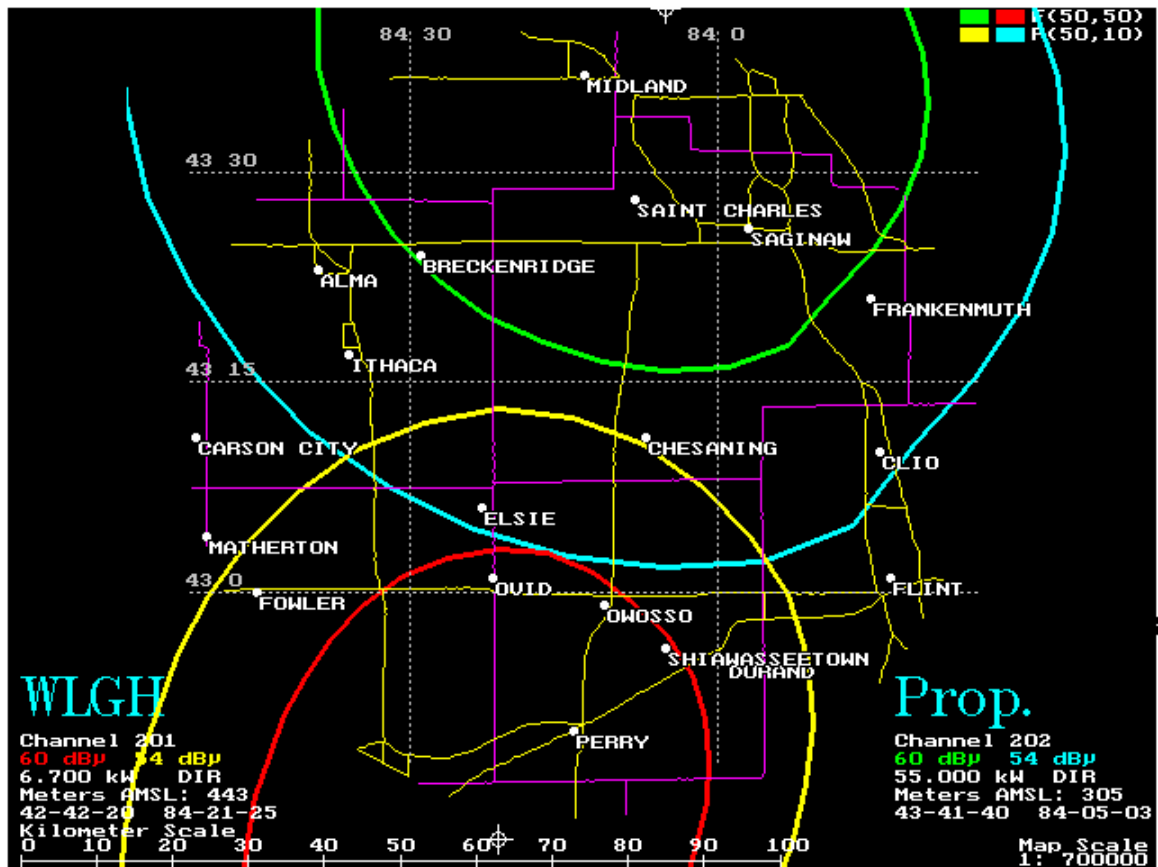 84 30
84 0
F(50,50)
F(50,10)
MIDLAND
43 30
SAINT CHARLES
SAGINAW
BRECKENRIDGE
ALMA
FRANKENMUTH
ITHACA
43 15
CARSON CITY
CHESANING
CLIO
ELSIE
MATHERTON
43 0
OVID
FLINT
FOWLER
OWOSSO
SHIAWASSEETOWN
DURAND
PERRY
WLGH
Channel 201
60 dBµ 54 dBµ
6.700 kW DIR
Meters AMSL: 443
42-42-20 84-21-25
Kilometer Scale
0 10 20 30 40 50 60 70 80 90 100
Prop.
Channel 202
60 dBµ 54 dBµ
55.000 kW DIR
Meters AMSL: 305
43-41-40 84-05-03
Map Scale
1: 700000